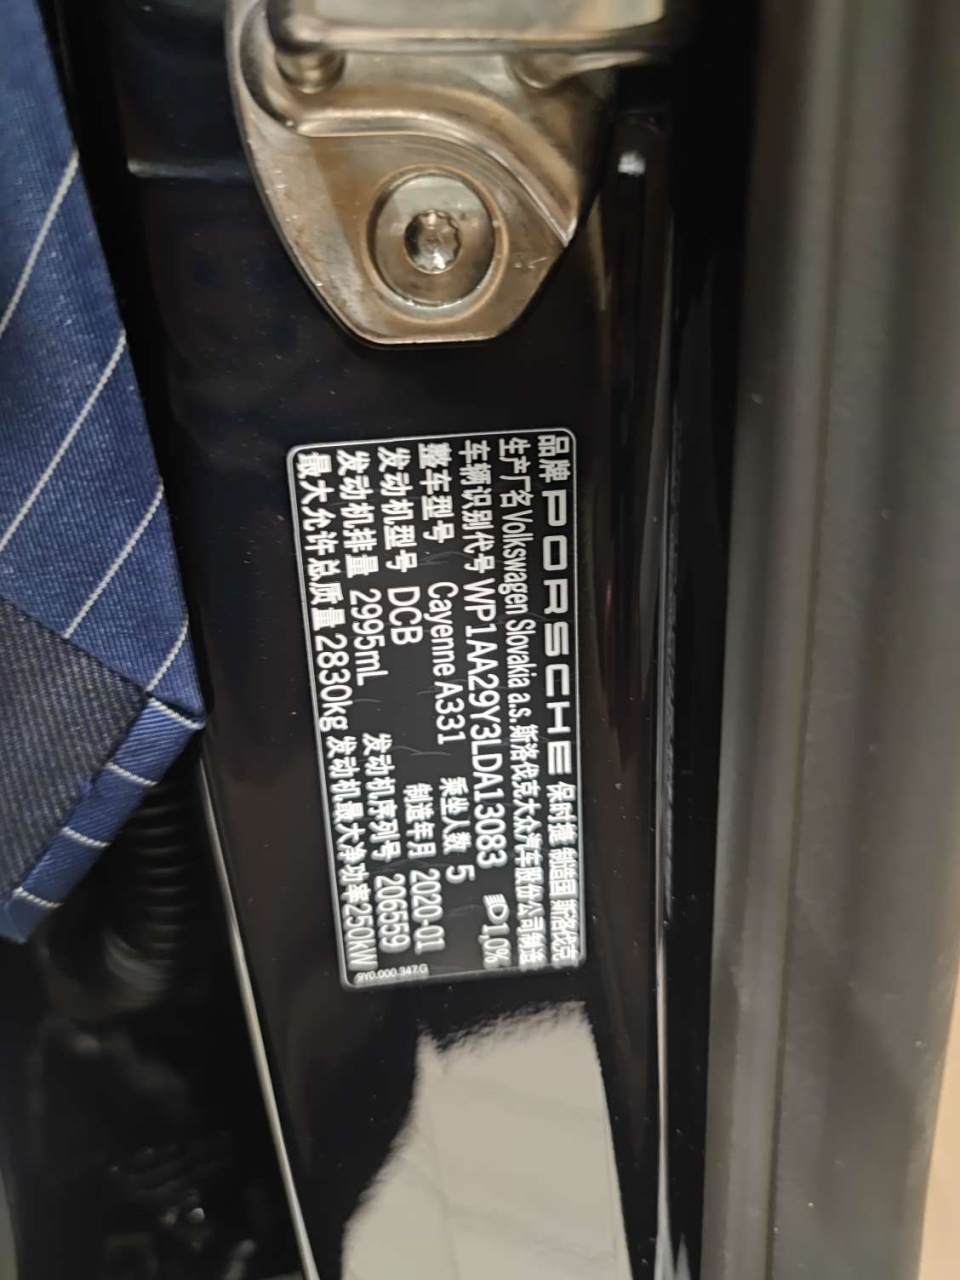 品牌 PORSCHE 保时捷 制造国 斯洛伐克
生产厂名 Volkswagen Slovakia a.s.斯洛伐克大众汽车股份公司制造
车辆识别代号 WP1AA29Y3LDA13083 D1,0%
整车型号 Cayenne A331 乘坐人数 5
发动机型号 DCB 制造年月 2020-01
发动机排量 2995mL 发动机序列号 206559
最大允许总质量 2830kg 发动机最大净功率250kW
9Y0.000.347.G